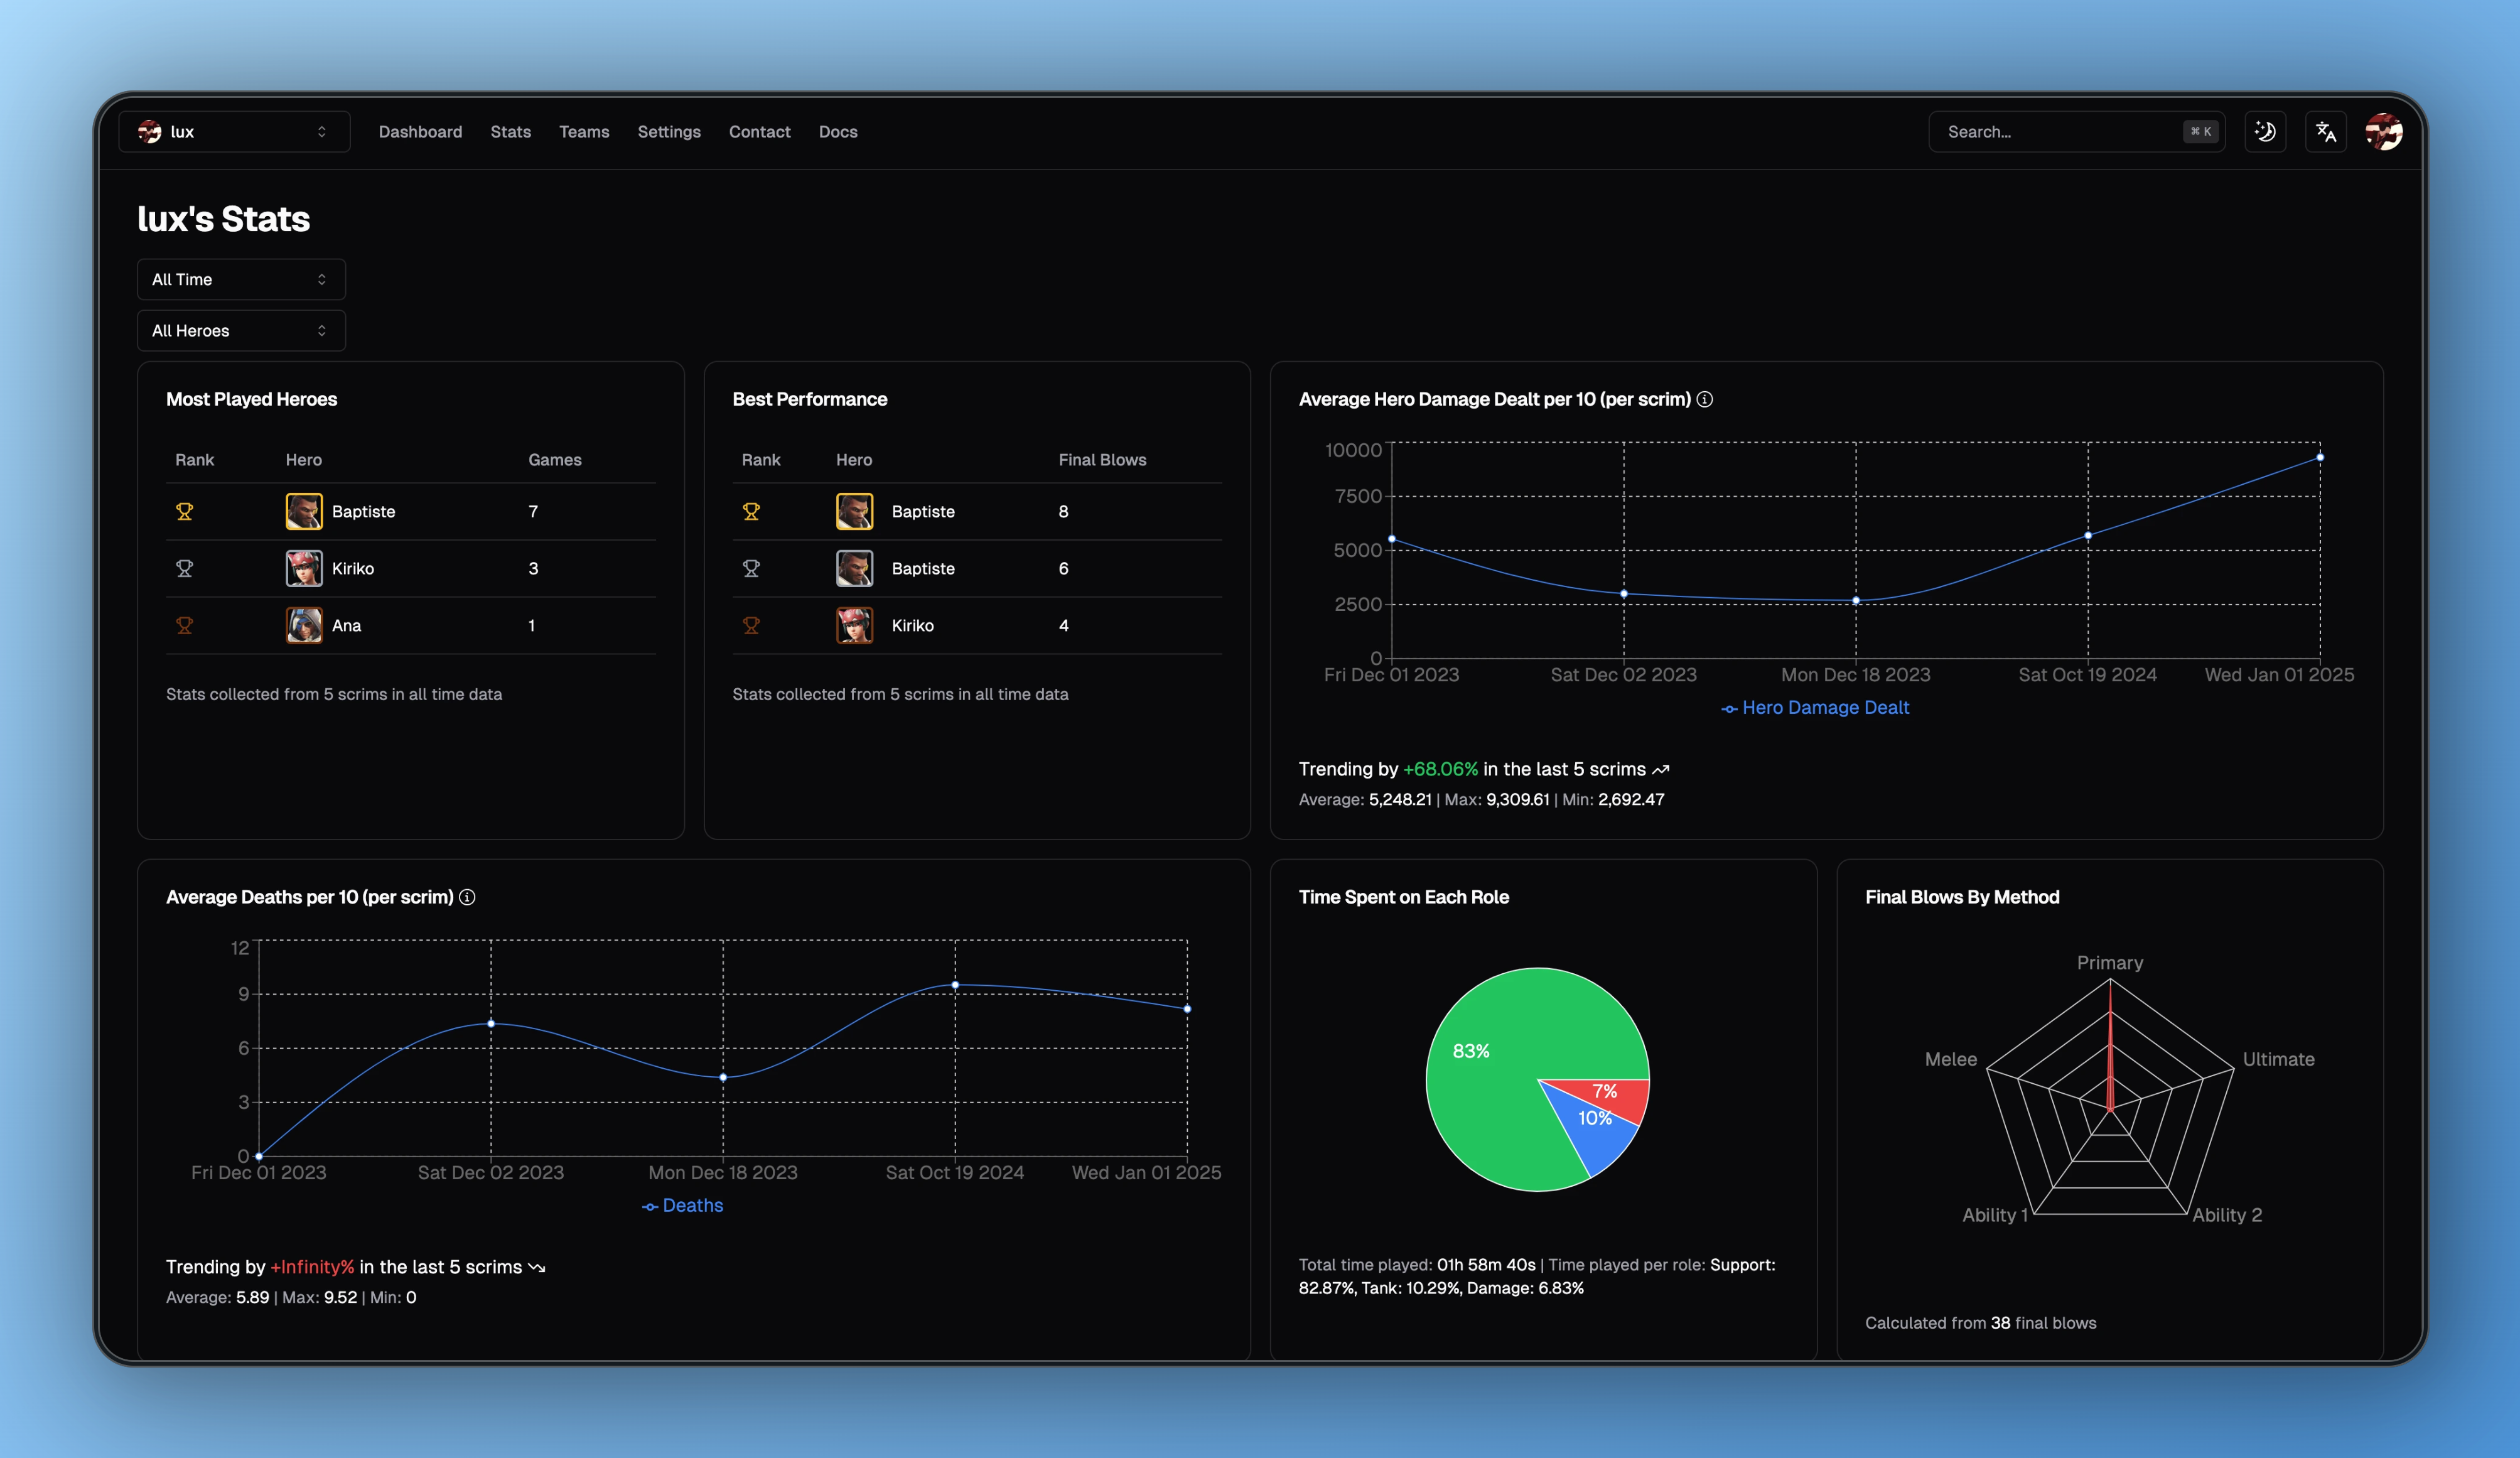 lux
Dashboard Stats Teams Settings Contact Docs
Search... ⌘ K
lux's Stats
All Time
All Heroes
Most Played Heroes
Rank Hero Games
Baptiste 7
Kiriko 3
Ana 1
Stats collected from 5 scrims in all time data
Best Performance
Rank Hero Final Blows
Baptiste 8
Baptiste 6
Kiriko 4
Stats collected from 5 scrims in all time data
Average Hero Damage Dealt per 10 (per scrim)
10000
7500
5000
2500
0
Fri Dec 01 2023 Sat Dec 02 2023 Mon Dec 18 2023 Sat Oct 19 2024 Wed Jan 01 2025
Hero Damage Dealt
Trending by +68.06% in the last 5 scrims
Average: 5,248.21 | Max: 9,309.61 | Min: 2,692.47
Average Deaths per 10 (per scrim)
12
9
6
3
0
Fri Dec 01 2023 Sat Dec 02 2023 Mon Dec 18 2023 Sat Oct 19 2024 Wed Jan 01 2025
Deaths
Trending by +Infinity% in the last 5 scrims
Average: 5.89 | Max: 9.52 | Min: 0
Time Spent on Each Role
83%
7%
10%
Total time played: 01h 58m 40s | Time played per role: Support:
82.87%, Tank: 10.29%, Damage: 6.83%
Final Blows By Method
Primary
Melee Ultimate
Ability 1 Ability 2
Calculated from 38 final blows